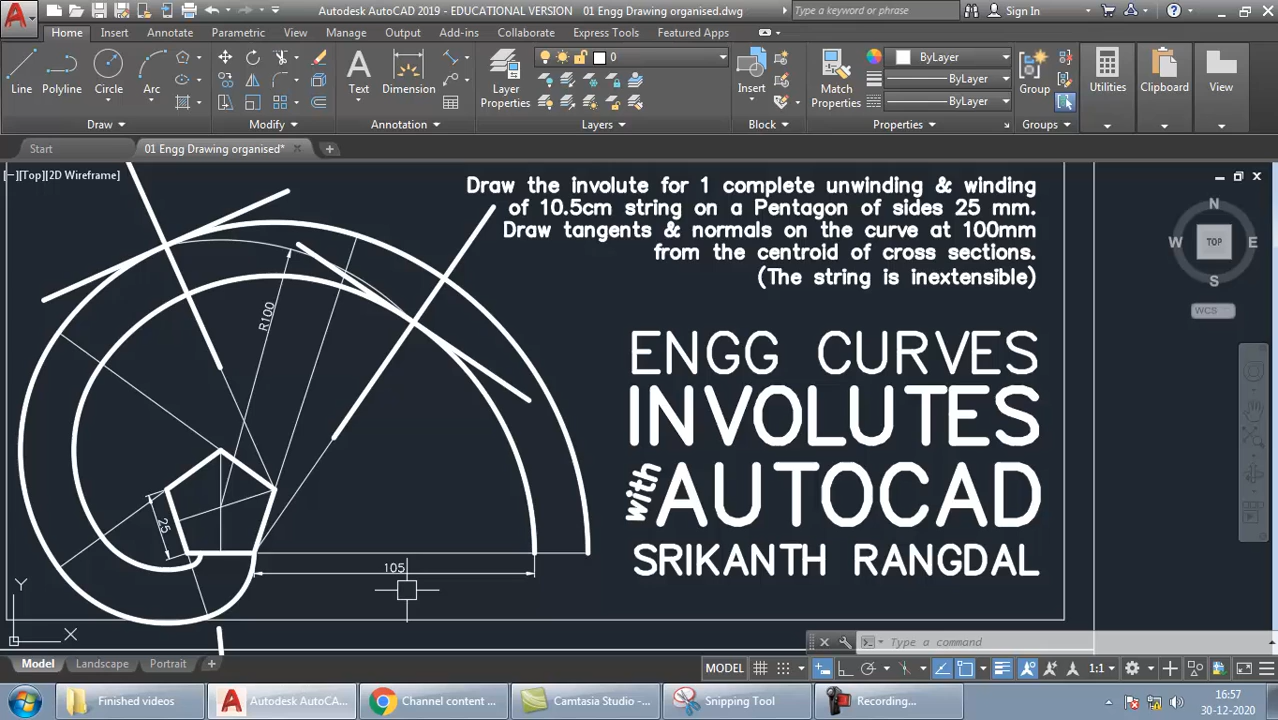 A
Autodesk AutoCAD 2019 - EDUCATIONAL VERSION 01 Engg Drawing organised.dwg
Type a keyword or phrase
Sign In
Home Insert Annotate Parametric View Manage Output Add-ins Collaborate Express Tools Featured Apps
Line Polyline Circle Arc
Text Dimension
Layer Properties
0
Insert
Match Properties
ByLayer
ByLayer
ByLayer
Group
Utilities
Clipboard
View
Draw Modify Annotation Layers Block Properties Groups
Start
01 Engg Drawing organised*
[−][Top][2D Wireframe]
Draw the involute for 1 complete unwinding & winding
of 10.5cm string on a Pentagon of sides 25 mm.
Draw tangents & normals on the curve at 100mm
from the centroid of cross sections.
(The string is inextensible)
ENGG CURVES
INVOLUTES
with AUTOCAD
SRIKANTH RANGDAL
R100
25
105
Y
X
N
W TOP E
S
WCS
Type a command
Model Landscape Portrait
MODEL
1:1
Finished videos
Autodesk AutoCA...
Channel content ...
Camtasia Studio - ...
Snipping Tool
Recording...
16:57
30-12-2020